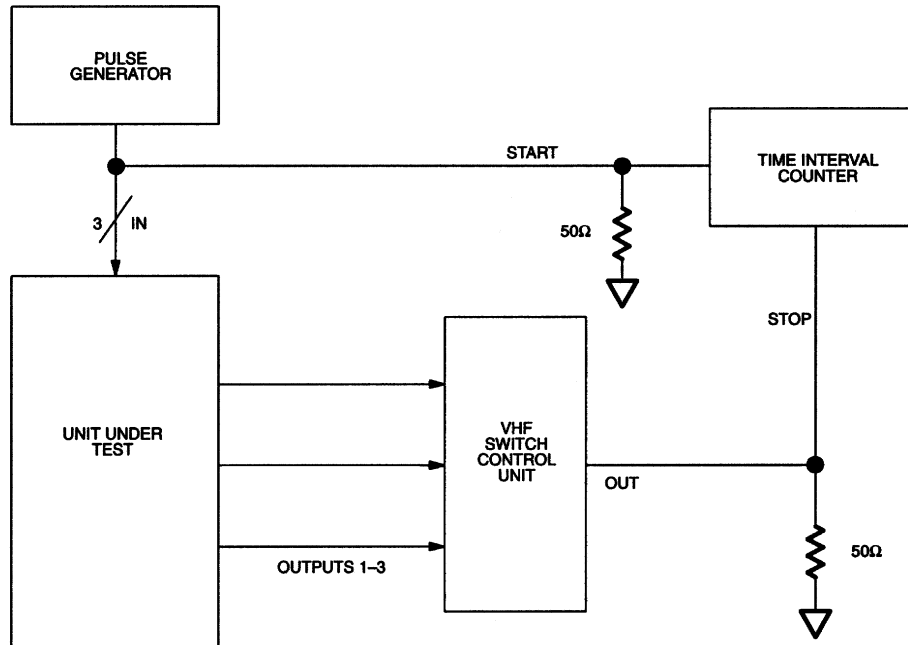 PULSE
GENERATOR
START
TIME INTERVAL
COUNTER
3
IN
50Ω
STOP
UNIT UNDER
TEST
VHF
SWITCH
CONTROL
UNIT
OUT
50Ω
OUTPUTS 1–3